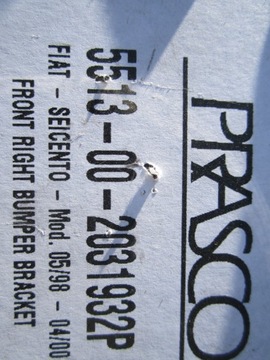 PRASCO
5513-00-2031932P
FIAT - SEICENTO - Mod. 05/98 - 04/00
FRONT RIGHT BUMPER BRACKET